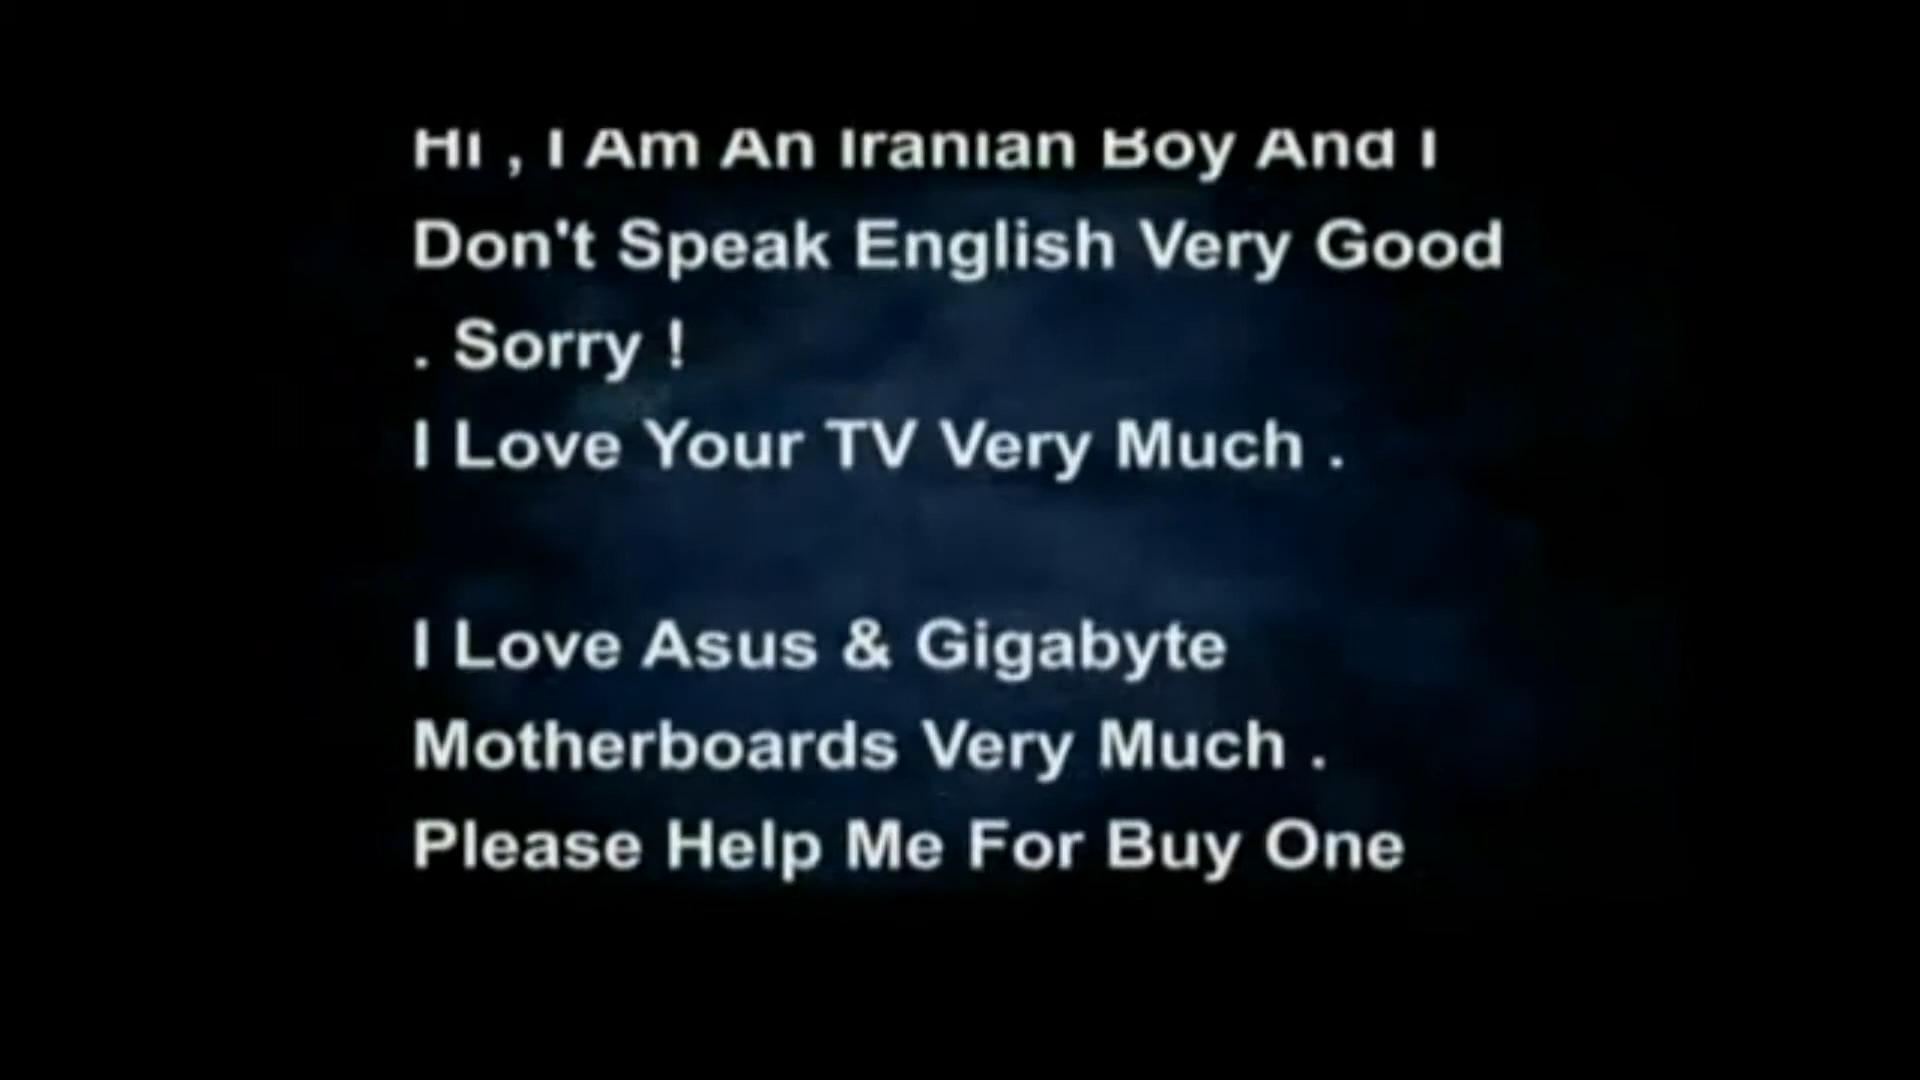 Hi , I Am An Iranian Boy And I
Don't Speak English Very Good
. Sorry !
I Love Your TV Very Much .
I Love Asus & Gigabyte
Motherboards Very Much .
Please Help Me For Buy One